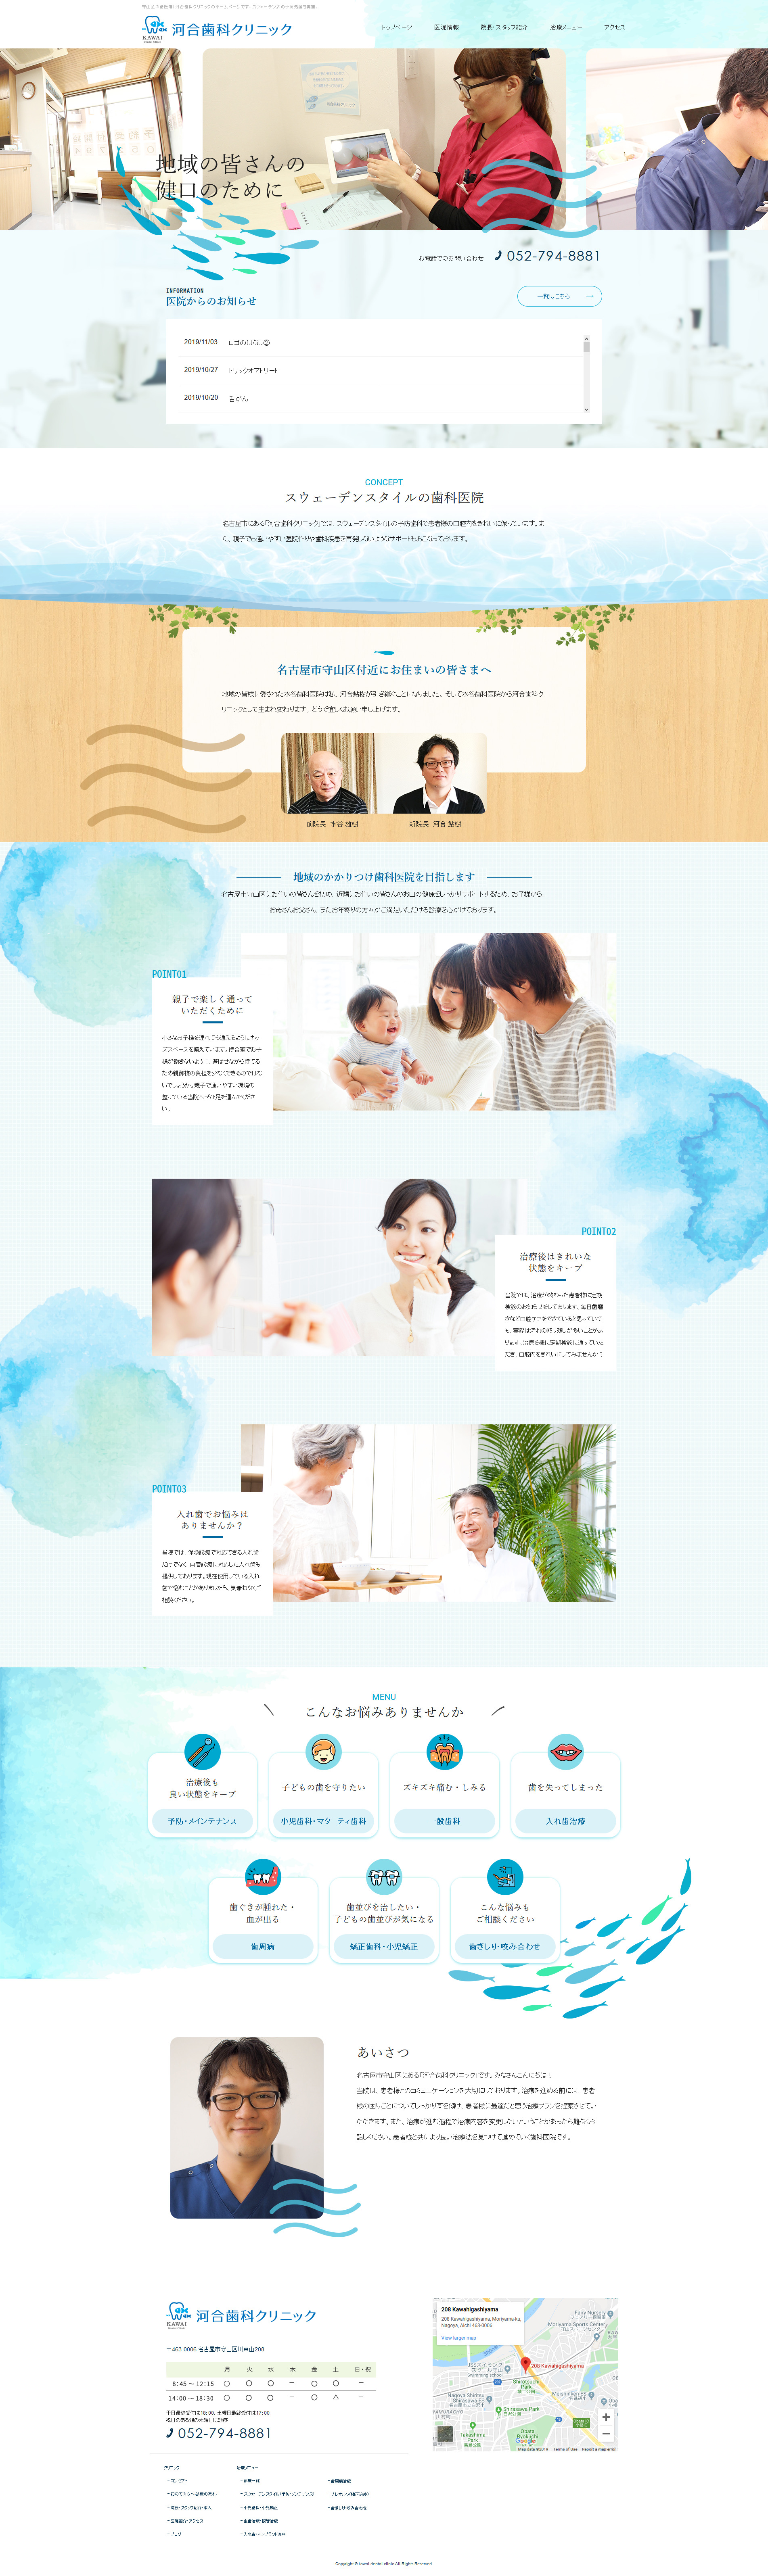 河合歯科クリニック
KAWAI
トップページ
医院情報
院長・スタッフ紹介
治療メニュー
アクセス
地域の皆さんの
健口のために
お電話でのお問い合わせ
052-794-8881
INFORMATION
医院からのお知らせ
一覧はこちら
2019/11/03 ロゴのはなし②
2019/10/27 トリックオアトリート
2019/10/20 舌がん
CONCEPT
スウェーデンスタイルの歯科医院
名古屋市にある「河合歯科クリニック」では、スウェーデンスタイルの予防歯科で患者様の口腔内をきれいに保っています。ま
た、親子でも通いやすい医院作りや歯科疾患を再発しないようなサポートもおこなっております。
名古屋市守山区付近にお住まいの皆さまへ
地域の皆様に愛された水谷歯科医院は私、河合鮎樹が引き継ぐことになりました。そして水谷歯科医院から河合歯科ク
リニックとして生まれ変わります。どうぞ宜しくお願い申し上げます。
前院長 水谷 雄樹
新院長 河合 鮎樹
地域のかかりつけ歯科医院を目指します
名古屋市守山区にお住いの皆さんを初め、近隣にお住いの皆さんのお口の健康をしっかりサポートするため、お子様から、
お母さんお父さん、またお年寄りの方々がご満足いただける診療を心がけております。
POINT01
親子で楽しく通って
いただくために
小さなお子様を連れても通えるようにキッ
ズスペースを備えています。待合室でお子
様が飽きないように、遊ばせながら待てる
ため親御様の負担を少なくできるのではな
いでしょうか。親子で通いやすい環境の
整っている当院へぜひ足を運んでくださ
い。
POINT02
治療後はきれいな
状態をキープ
当院では、治療が終わった患者様に定期
検診のお知らせをしております。毎日歯磨
きなど口腔ケアをできていると思っていて
も、実際は汚れの取り残しが多いことがあ
ります。治療を機に定期検診に通っていた
だき、口腔内をきれいにしてみませんか？
POINT03
入れ歯でお悩みは
ありませんか？
当院では、保険診療で対応できる入れ歯
だけでなく、自費診療に対応した入れ歯も
提供しております。現在使用している入れ
歯で悩むことがありましたら、気兼ねなくご
相談ください。
MENU
こんなお悩みありませんか
治療後も
良い状態をキープ
予防・メインテナンス
子どもの歯を守りたい
小児歯科・マタニティ歯科
ズキズキ痛む・しみる
一般歯科
歯を失ってしまった
入れ歯治療
歯ぐきが腫れた・
血が出る
歯周病
歯並びを治したい・
子どもの歯並びが気になる
矯正歯科・小児矯正
こんな悩みも
ご相談ください
歯ぎしり・咬み合わせ
あいさつ
名古屋市守山区にある「河合歯科クリニック」です。みなさんこんにちは！
当院は、患者様とのコミュニケーションを大切にしております。治療を進める前には、患者
様の困りごとについてしっかり耳を傾け、患者様に最適だと思う治療プランを提案させてい
ただきます。また、治療が進む過程で治療内容を変更したいということがあったら難なくお
話しください。患者様と共により良い治療法を見つけて進めていく歯科医院です。
河合歯科クリニック
KAWAI
〒463-0006 名古屋市守山区川東山208
月 火 水 木 金 土 日・祝
8:45 〜 12:15 〇 〇 〇 ー 〇 〇 ー
14:00 〜 18:30 〇 〇 〇 ー 〇 △ ー
平日最終受付は18:00、土曜日最終受付は17:00
祝日のある週の木曜日は診療
052-794-8881
208 Kawahigashiyama
208 Kawahigashiyama, Moriyama-ku,
Nagoya, Aichi 463-0006
View larger map
208 Kawahigashiyama
Google
Map data ©2019 Terms of Use Report a map error
クリニック
治療メニュー
コンセプト
ブログ
診療一覧
小児歯科・小児矯正
歯周病治療
歯ぎしり・咬み合わせ
Copyright © kawai dental clinic All Rights Reserved.